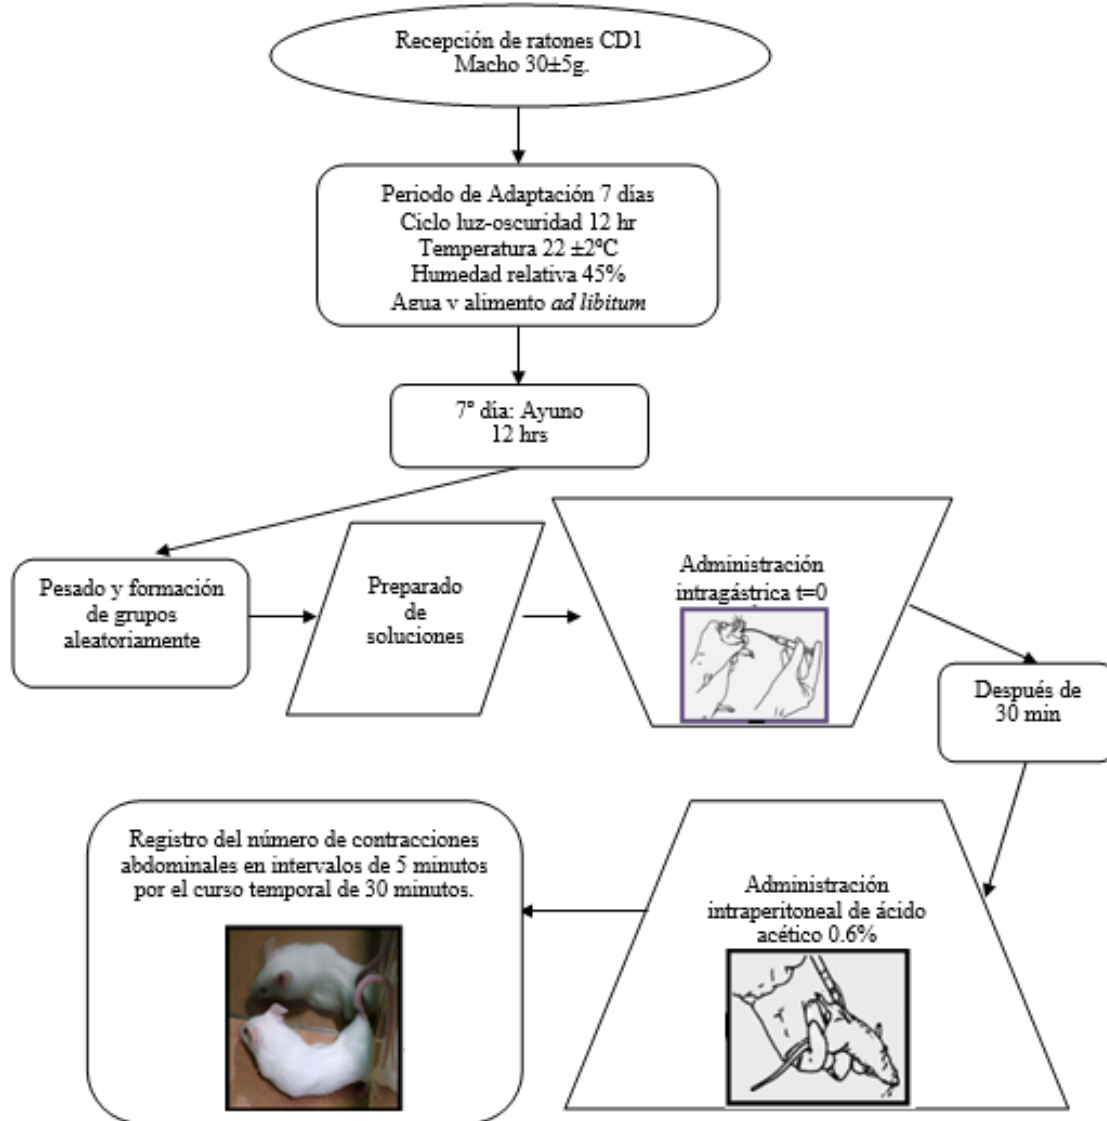 Recepción de ratones CD1
Macho 30±5g.
Periodo de Adaptación 7 días
Ciclo luz-oscuridad 12 hr
Temperatura 22 ±2°C
Humedad relativa 45%
Agua y alimento ad libitum
7° día: Ayuno
12 hrs
Pesado y formación
de grupos
aleatoriamente
Preparado
de
soluciones
Administración
intragástrica t=0
Después de
30 min
Administración
intraperitoneal de ácido
acético 0.6%
Registro del número de contracciones
abdominales en intervalos de 5 minutos
por el curso temporal de 30 minutos.